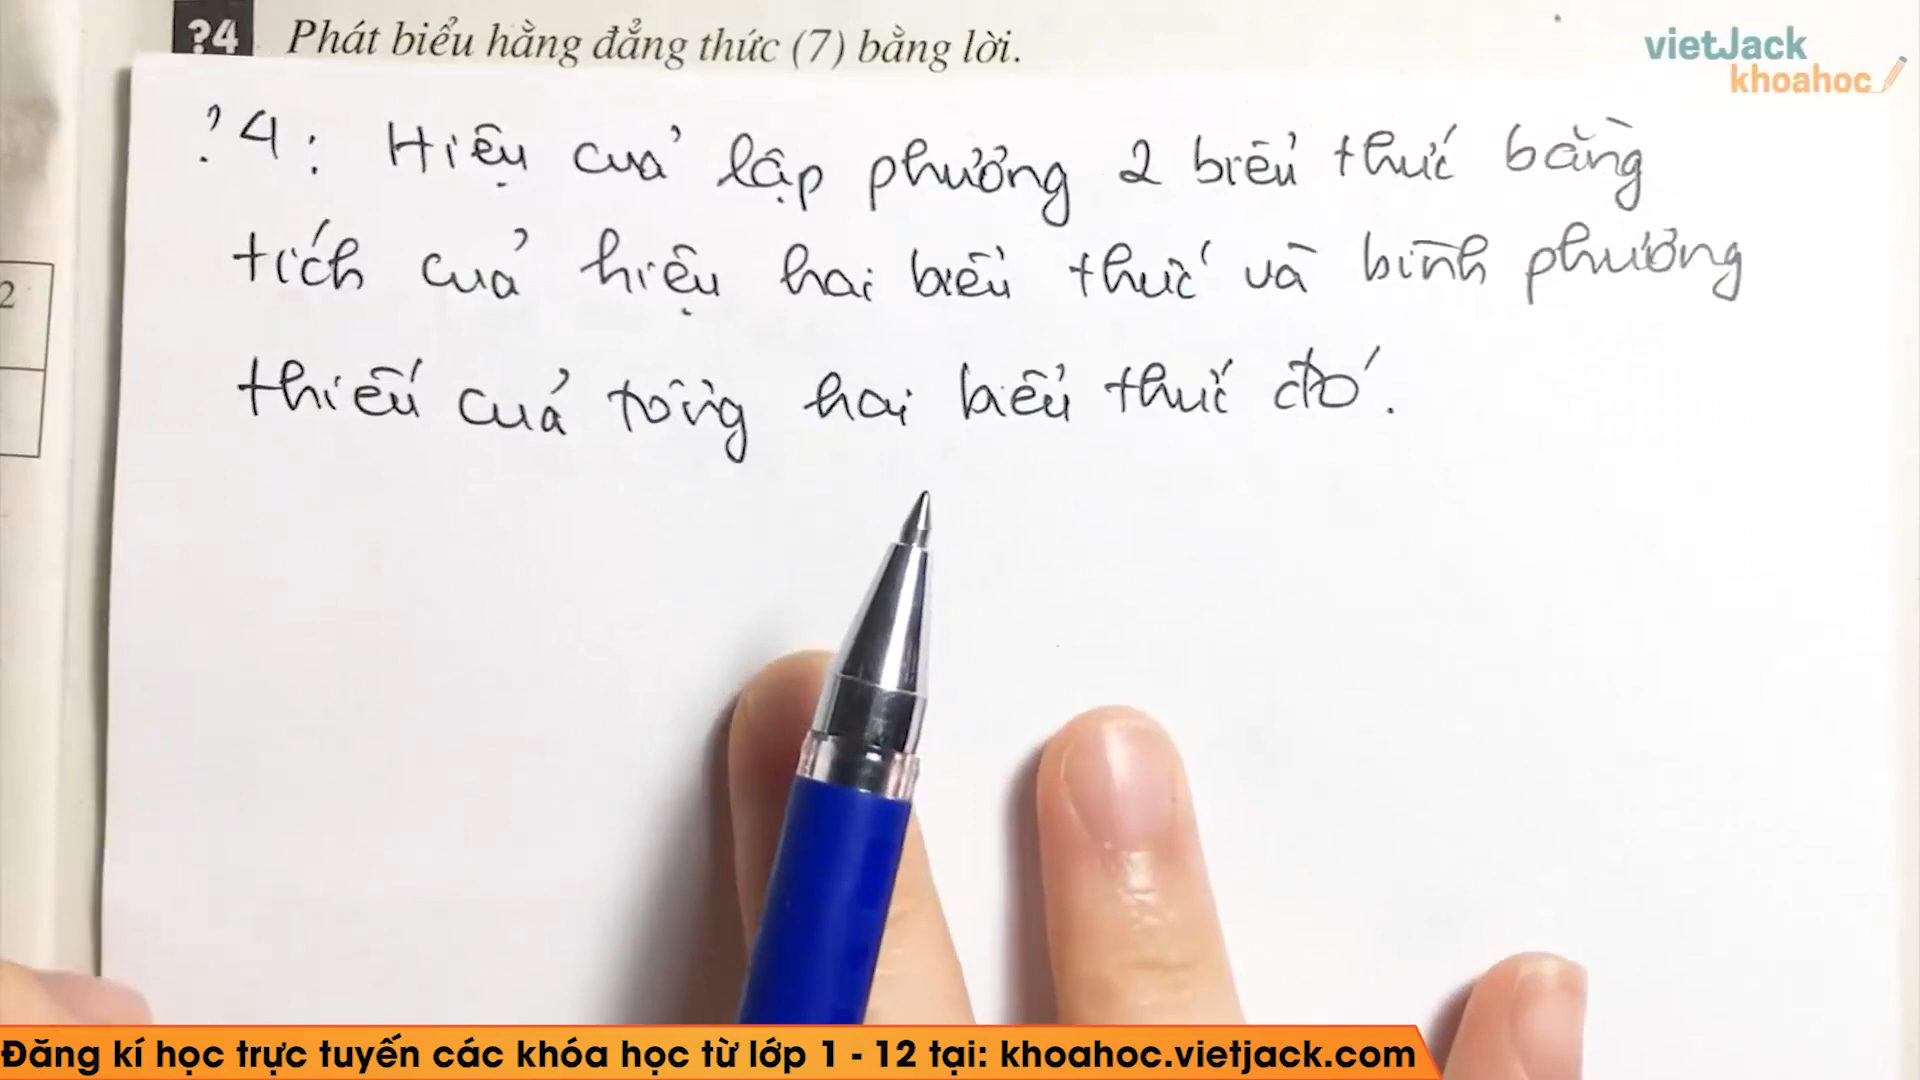 ?4 Phát biểu hằng đẳng thức (7) bằng lời.
vietJack
khoahoc
?4: Hiệu của lập phương 2 biểu thức bằng
tích của hiệu hai biểu thức và bình phương
thiếu của tổng hai biểu thức đó.
2
Đăng kí học trực tuyến các khóa học từ lớp 1 - 12 tại: khoahoc.vietjack.com